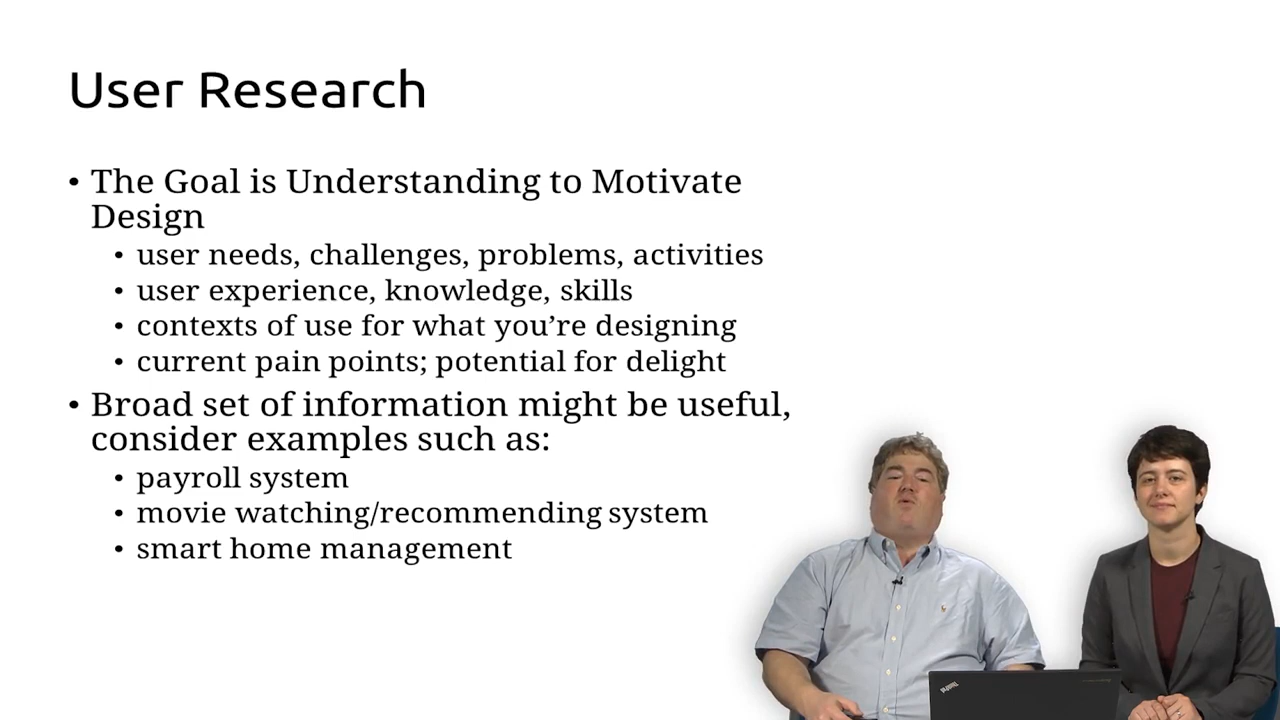 User Research
• The Goal is Understanding to Motivate
Design
• user needs, challenges, problems, activities
• user experience, knowledge, skills
• contexts of use for what you’re designing
• current pain points; potential for delight
• Broad set of information might be useful,
consider examples such as:
• payroll system
• movie watching/recommending system
• smart home management
ThinkPad